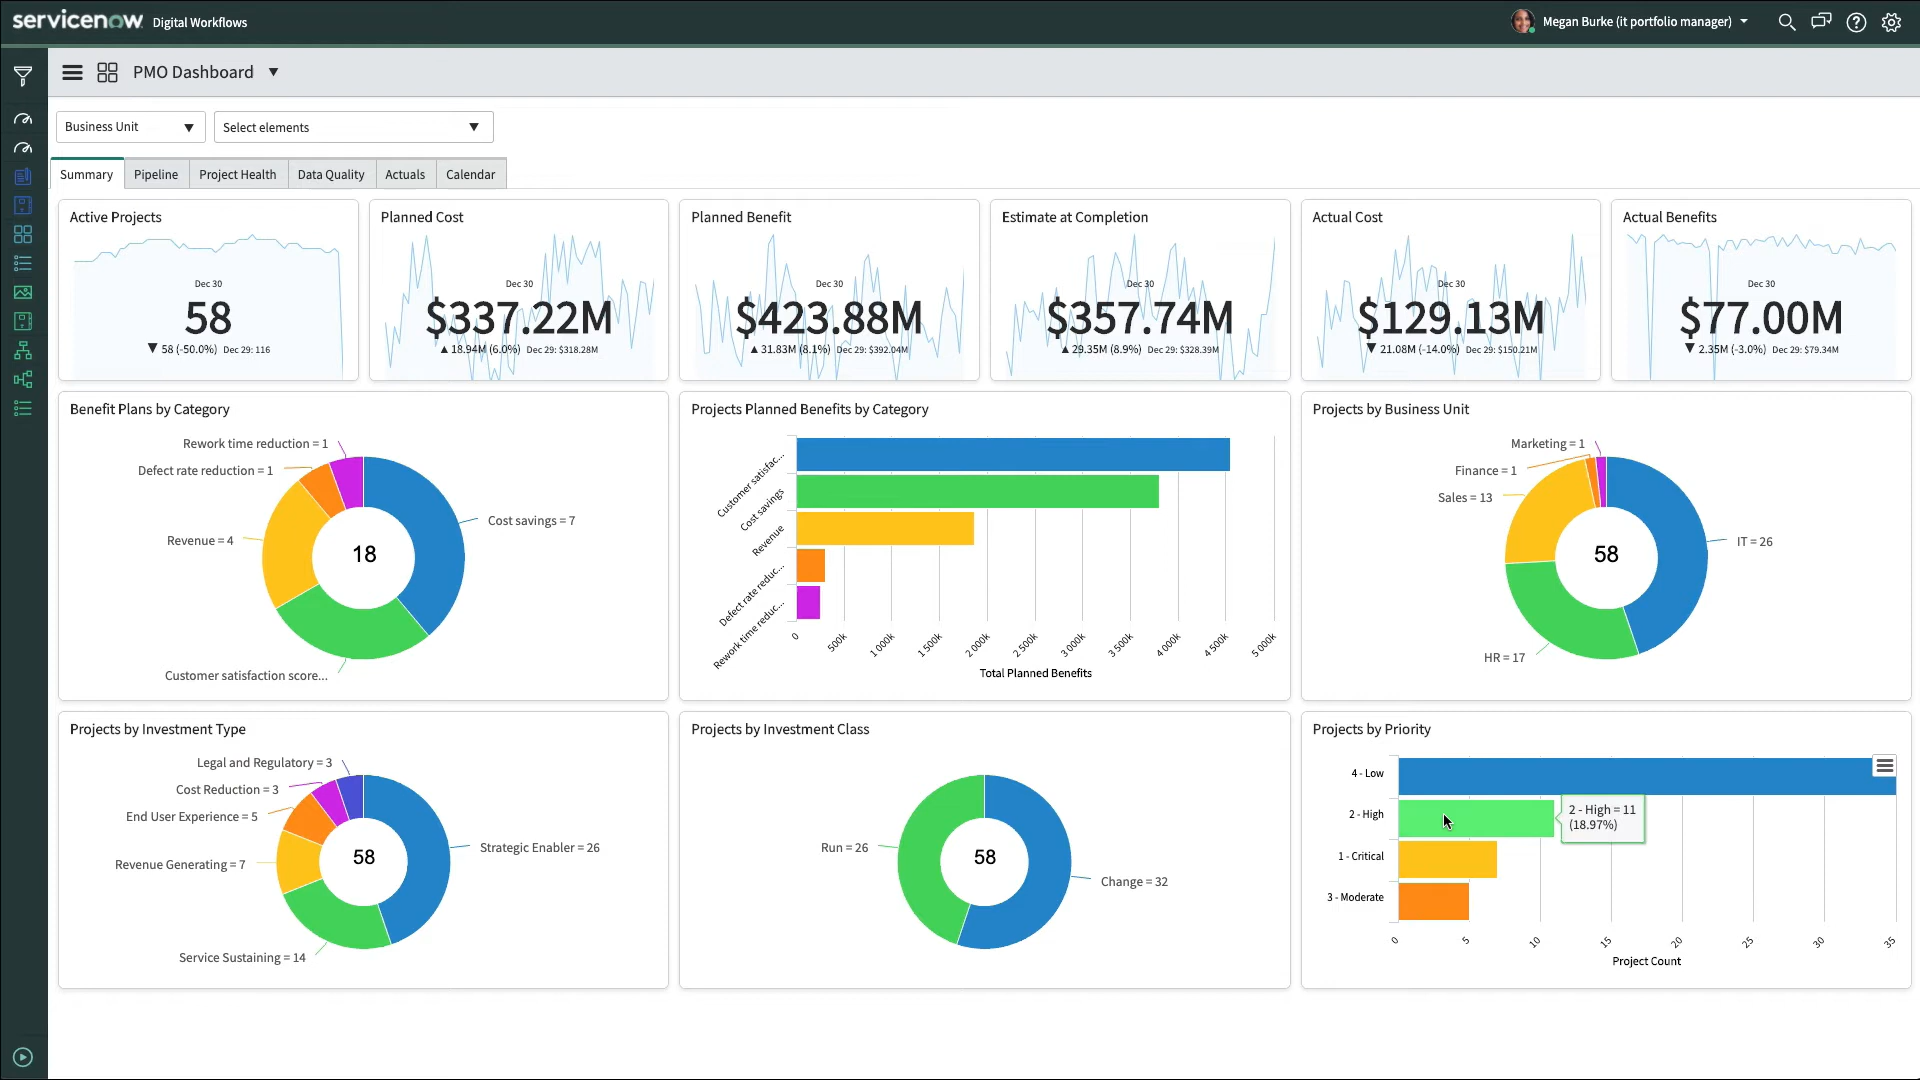 servicenow Digital Workflows
Megan Burke (it portfolio manager)
PMO Dashboard
Business Unit
Select elements
Summary
Pipeline
Project Health
Data Quality
Actuals
Calendar
Active Projects
Dec 30
58
▼ 58 (-50.0%) Dec 29: 116
Planned Cost
Dec 30
$337.22M
▲ 18.94M (6.0%) Dec 29: $318.28M
Planned Benefit
Dec 30
$423.88M
▲ 31.83M (8.1%) Dec 29: $392.04M
Estimate at Completion
Dec 30
$357.74M
▲ 29.35M (8.9%) Dec 29: $328.39M
Actual Cost
Dec 30
$129.13M
▼ 21.08M (-14.0%) Dec 29: $150.21M
Actual Benefits
Dec 30
$77.00M
▼ 2.35M (-3.0%) Dec 29: $79.34M
Benefit Plans by Category
Rework time reduction = 1
Defect rate reduction = 1
Revenue = 4
Cost savings = 7
18
Customer satisfaction score...
Projects Planned Benefits by Category
Customer satisfac...
Cost savings
Revenue
Defect rate reduc...
Rework time reduc...
0
500k
1 000k
1 500k
2 000k
2 500k
3 000k
3 500k
4 000k
4 500k
5 000k
Total Planned Benefits
Projects by Business Unit
Marketing = 1
Finance = 1
Sales = 13
IT = 26
58
HR = 17
Projects by Investment Type
Legal and Regulatory = 3
Cost Reduction = 3
End User Experience = 5
Revenue Generating = 7
Strategic Enabler = 26
58
Service Sustaining = 14
Projects by Investment Class
Run = 26
58
Change = 32
Projects by Priority
4 - Low
2 - High
1 - Critical
3 - Moderate
2 - High = 11
(18.97%)
0
5
10
15
20
25
30
35
Project Count